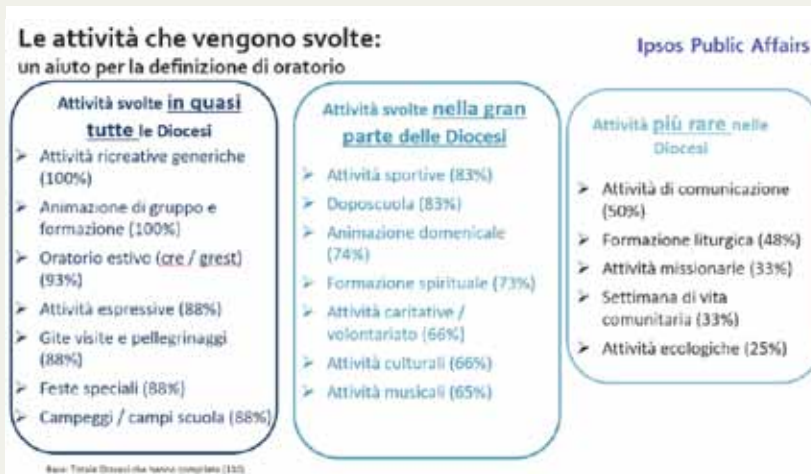 Le attività che vengono svolte:
un aiuto per la definizione di oratorio
Ipsos Public Affairs
Attività svolte in quasi
tutte le Diocesi
➢ Attività ricreative generiche
(100%)
➢ Animazione di gruppo e
formazione (100%)
➢ Oratorio estivo (cre / grest)
(93%)
➢ Attività espressive (88%)
➢ Gite visite e pellegrinaggi
(88%)
➢ Feste speciali (88%)
➢ Campeggi / campi scuola (88%)
Attività svolte nella gran
parte delle Diocesi
➢ Attività sportive (83%)
➢ Doposcuola (83%)
➢ Animazione domenicale
(74%)
➢ Formazione spirituale (73%)
➢ Attività caritative /
volontariato (66%)
➢ Attività culturali (66%)
➢ Attività musicali (65%)
Attività più rare nelle
Diocesi
➢ Attività di comunicazione
(50%)
➢ Formazione liturgica (48%)
➢ Attività missionarie (33%)
➢ Settimana di vita
comunitaria (33%)
➢ Attività ecologiche (25%)
Base: Totale Diocesi che hanno